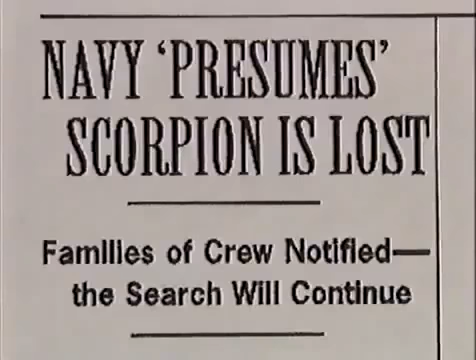 NAVY ‘PRESUMES’
SCORPION IS LOST
Families of Crew Notified—
the Search Will Continue